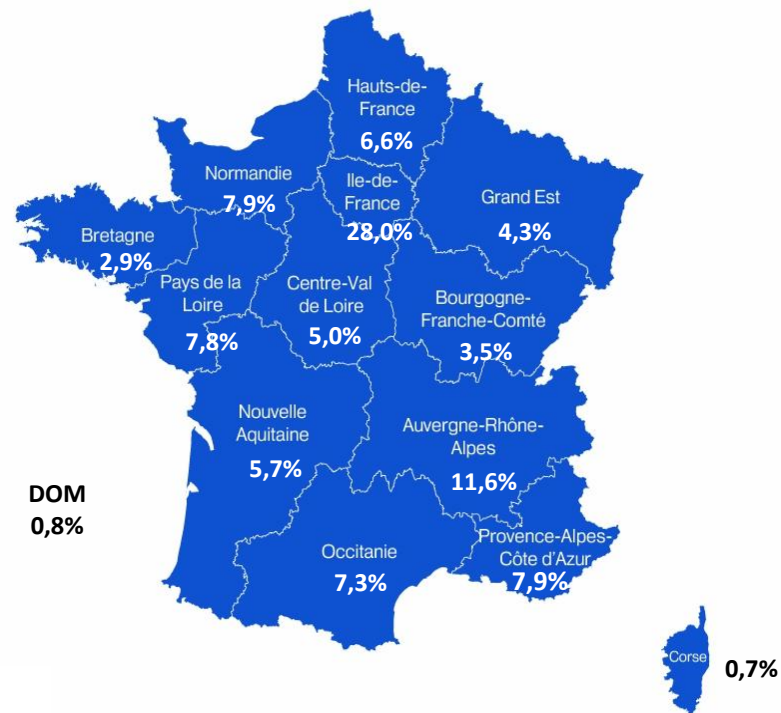 Hauts-de-
France
6,6%
Normandie
7,9%
Ile-de-
France
28,0%
Grand Est
4,3%
Bretagne
2,9%
Pays de la
Loire
7,8%
Centre-Val
de Loire
5,0%
Bourgogne-
Franche-Comté
3,5%
Nouvelle
Aquitaine
5,7%
Auvergne-Rhône-
Alpes
11,6%
DOM
0,8%
Occitanie
7,3%
Provence-Alpes-
Côte d'Azur
7,9%
Corse
0,7%